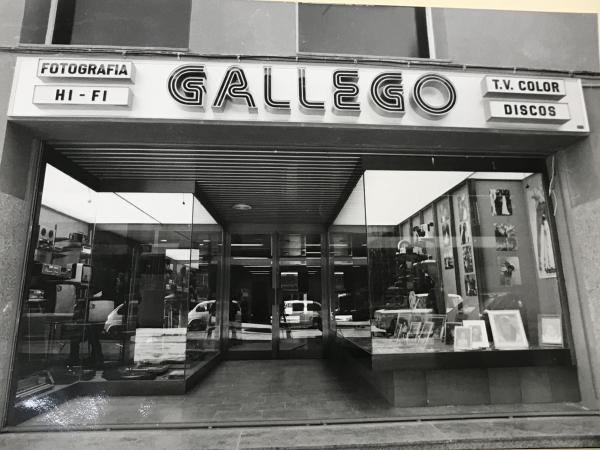 FOTOGRAFIA
HI-FI
GALLEGO
T.V. COLOR
DISCOS